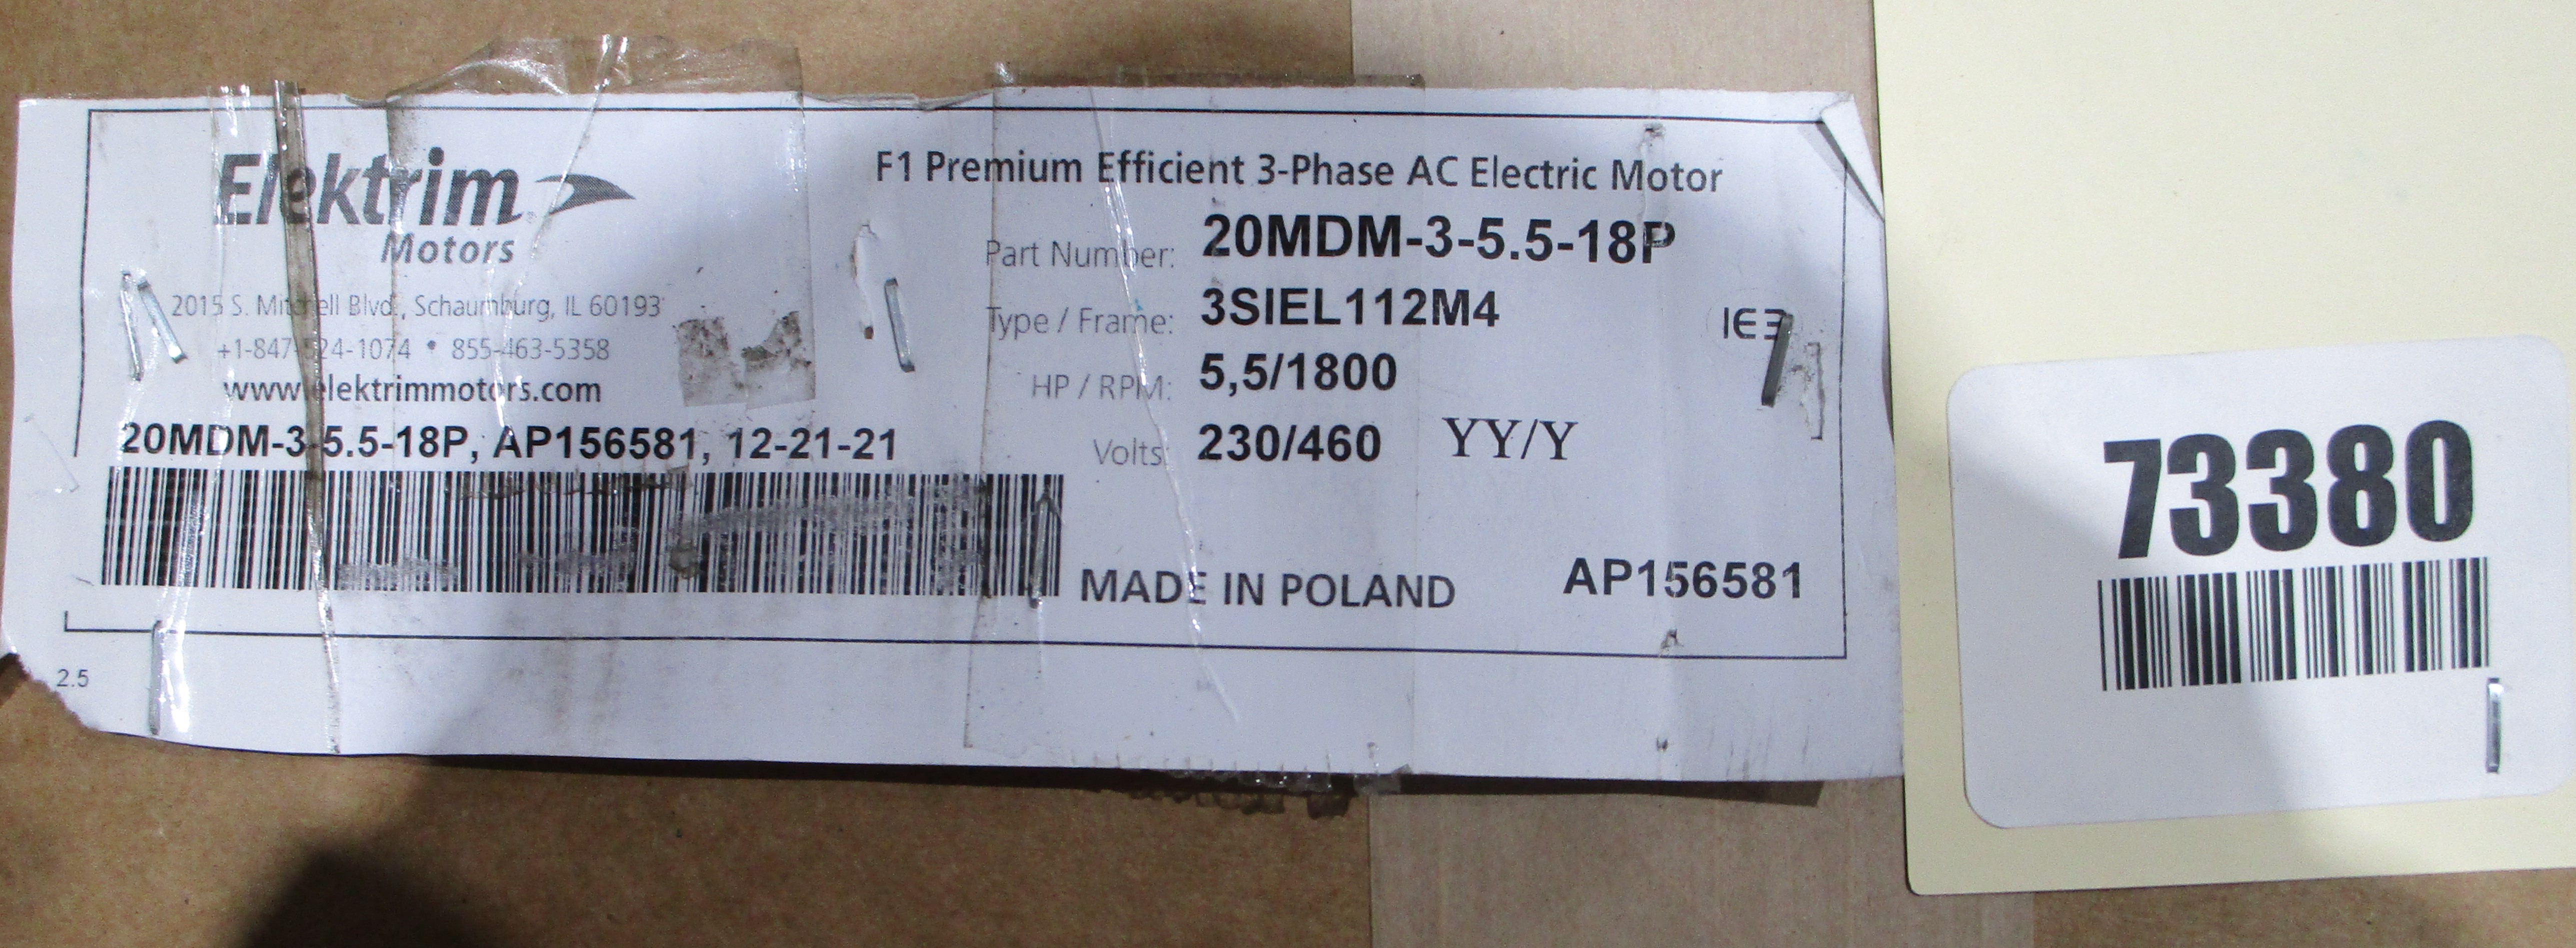 Elektrim
Motors
2015 S. Mitchell Blvd., Schaumburg, IL 60193
+1-847-524-1074 • 855-463-5358
www.elektrimmotors.com
20MDM-3-5.5-18P, AP156581, 12-21-21
F1 Premium Efficient 3-Phase AC Electric Motor
Part Number: 20MDM-3-5.5-18P
Type / Frame: 3SIEL112M4
IE3
HP / RPM: 5,5/1800
Volts: 230/460 YY/Y
MADE IN POLAND AP156581
2.5
73380